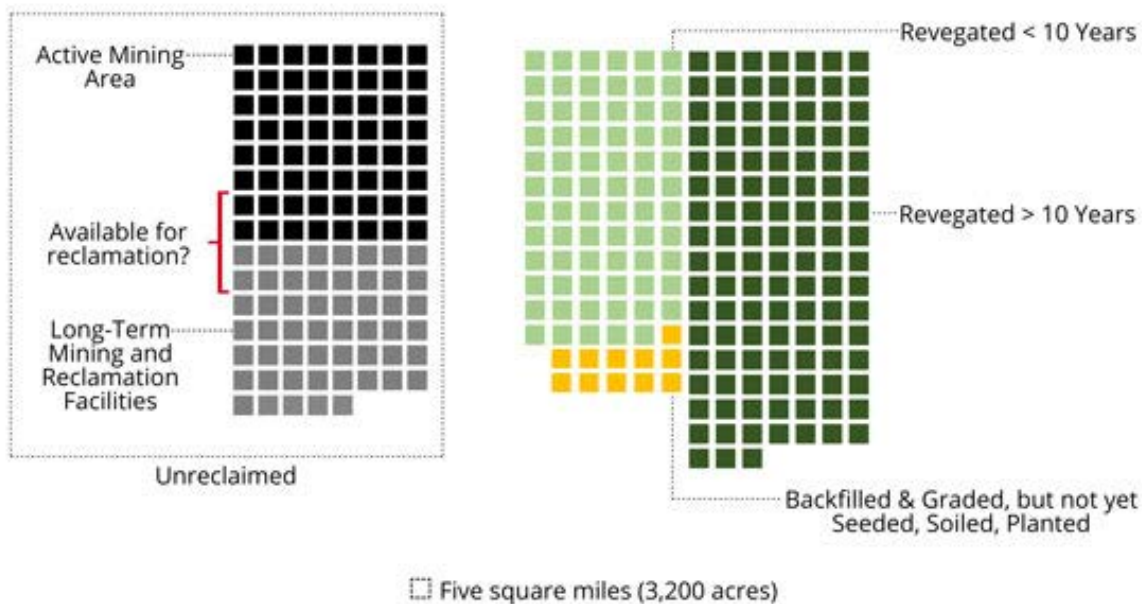 Active Mining
Area
Available for
reclamation?
Long-Term
Mining and
Reclamation
Facilities
Unreclaimed
Revegated < 10 Years
Revegated > 10 Years
Backfilled & Graded, but not yet
Seeded, Soiled, Planted
Five square miles (3,200 acres)